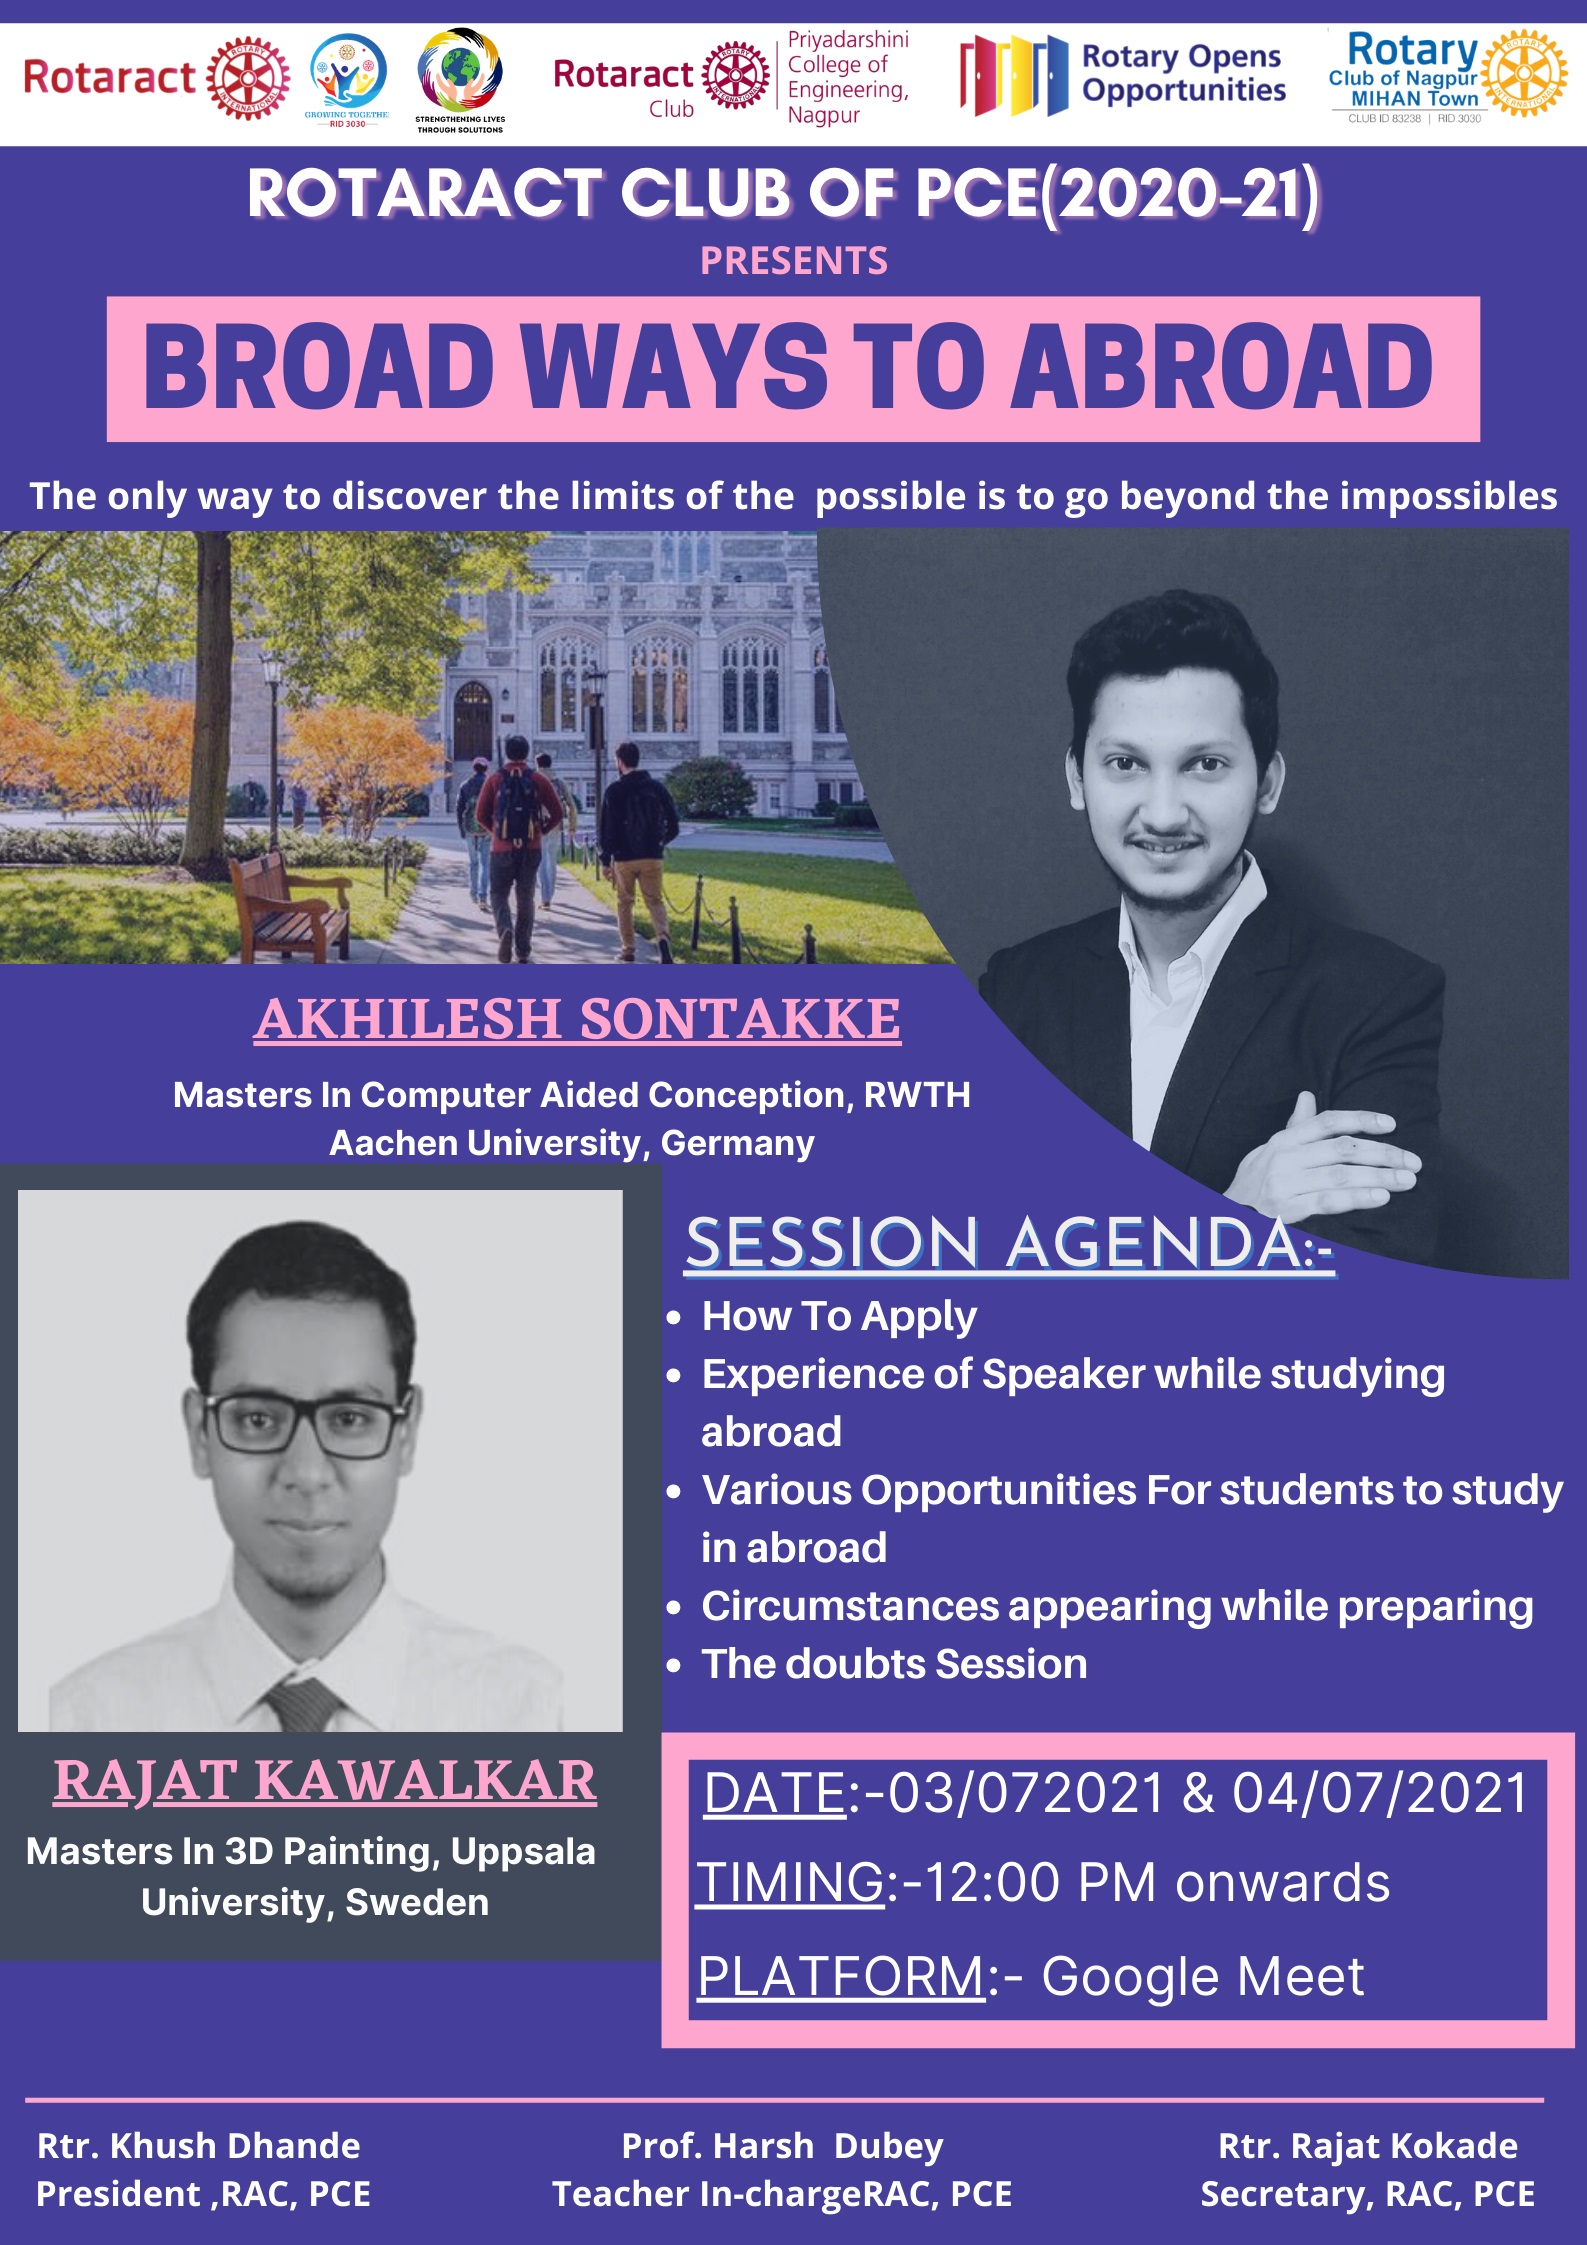 Rotaract
ROTARY
INTERNATIONAL
GROWING TOGETHE
RID 3030
STRENGTHENING LIVES
THROUGH SOLUTIONS
Rotaract
Club
ROTARY
INTERNATIONAL
Priyadarshini
College of
Engineering,
Nagpur
Rotary Opens
Opportunities
Rotary
Club of Nagpur
MIHAN Town
CLUB ID 83238 | RID 3030
ROTARY
INTERNATIONAL
ROTARACT CLUB OF PCE(2020-21)
PRESENTS
BROAD WAYS TO ABROAD
The only way to discover the limits of the possible is to go beyond the impossibles
AKHILESH SONTAKKE
Masters In Computer Aided Conception, RWTH
Aachen University, Germany
SESSION AGENDA:-
• How To Apply
• Experience of Speaker while studying
abroad
• Various Opportunities For students to study
in abroad
• Circumstances appearing while preparing
• The doubts Session
RAJAT KAWALKAR
Masters In 3D Painting, Uppsala
University, Sweden
DATE:-03/072021 & 04/07/2021
TIMING:-12:00 PM onwards
PLATFORM:- Google Meet
Rtr. Khush Dhande
President ,RAC, PCE
Prof. Harsh Dubey
Teacher In-chargeRAC, PCE
Rtr. Rajat Kokade
Secretary, RAC, PCE